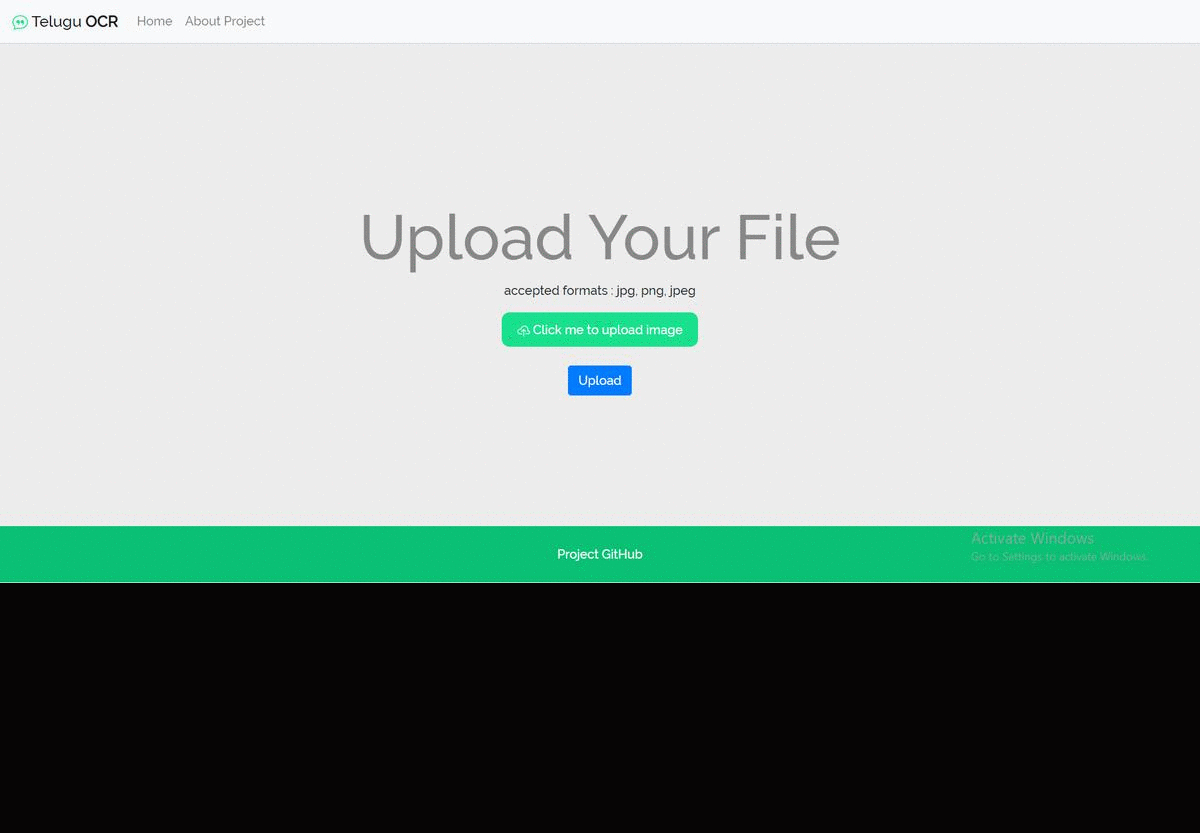 Telugu OCR Home About Project
Upload Your File
accepted formats : jpg, png, jpeg
Click me to upload image
Upload
Activate Windows
Go to Settings to activate Windows.
Project GitHub